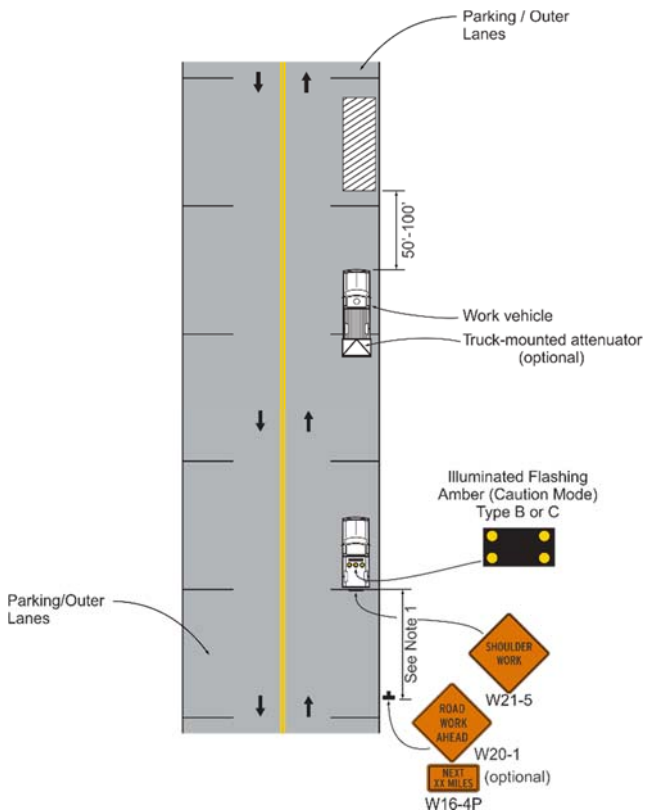 Parking / Outer
Lanes
50'-100'
Work vehicle
Truck-mounted attenuator
(optional)
Illuminated Flashing
Amber (Caution Mode)
Type B or C
Parking/Outer
Lanes
See Note 1
SHOULDER
WORK
W21-5
ROAD
WORK
AHEAD
W20-1
NEXT
XX MILES
(optional)
W16-4P